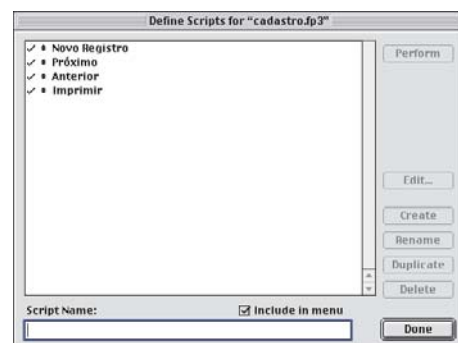 Define Scripts for “cadastro.fp3”
Novo Registro
Próximo
Anterior
Imprimir
Perform
Edit...
Create
Rename
Duplicate
Delete
Script Name:
Include in menu
Done